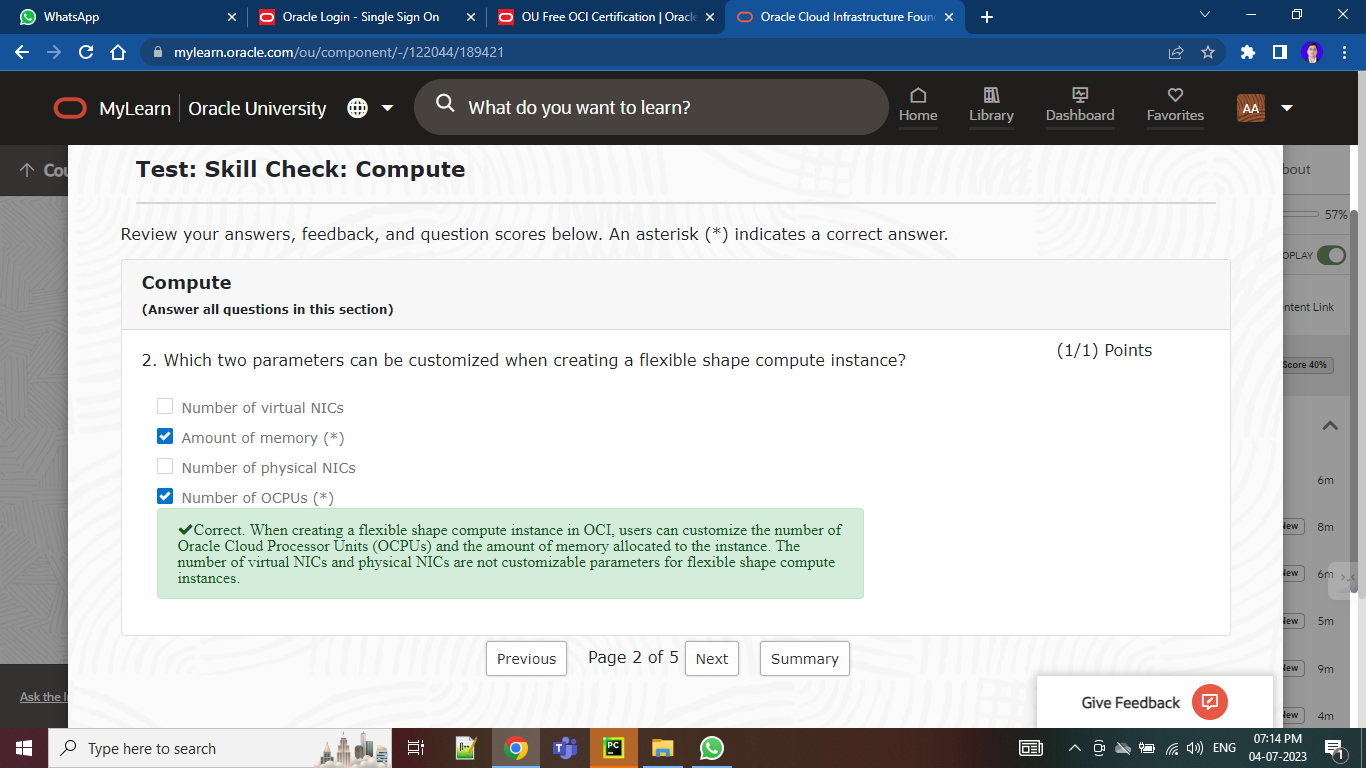 WhatsApp
Oracle Login - Single Sign On
OU Free OCI Certification | Oracle
Oracle Cloud Infrastructure Foun
mylearn.oracle.com/ou/component/-/122044/189421
MyLearn | Oracle University
What do you want to learn?
Home
Library
Dashboard
Favorites
AA
Cou
Test: Skill Check: Compute
bout
57%
Review your answers, feedback, and question scores below. An asterisk (*) indicates a correct answer.
OPLAY
Compute
(Answer all questions in this section)
ntent Link
2. Which two parameters can be customized when creating a flexible shape compute instance?
(1/1) Points
Score 40%
Number of virtual NICs
Amount of memory (*)
Number of physical NICs
6m
Number of OCPUs (*)
Correct. When creating a flexible shape compute instance in OCI, users can customize the number of
Oracle Cloud Processor Units (OCPUs) and the amount of memory allocated to the instance. The
number of virtual NICs and physical NICs are not customizable parameters for flexible shape compute
instances.
New 8m
New 6m
New 5m
Previous
Page 2 of 5
Next
Summary
New 9m
Ask the I
Give Feedback
New 4m
Type here to search
PC
ENG
07:14 PM
04-07-2023
1